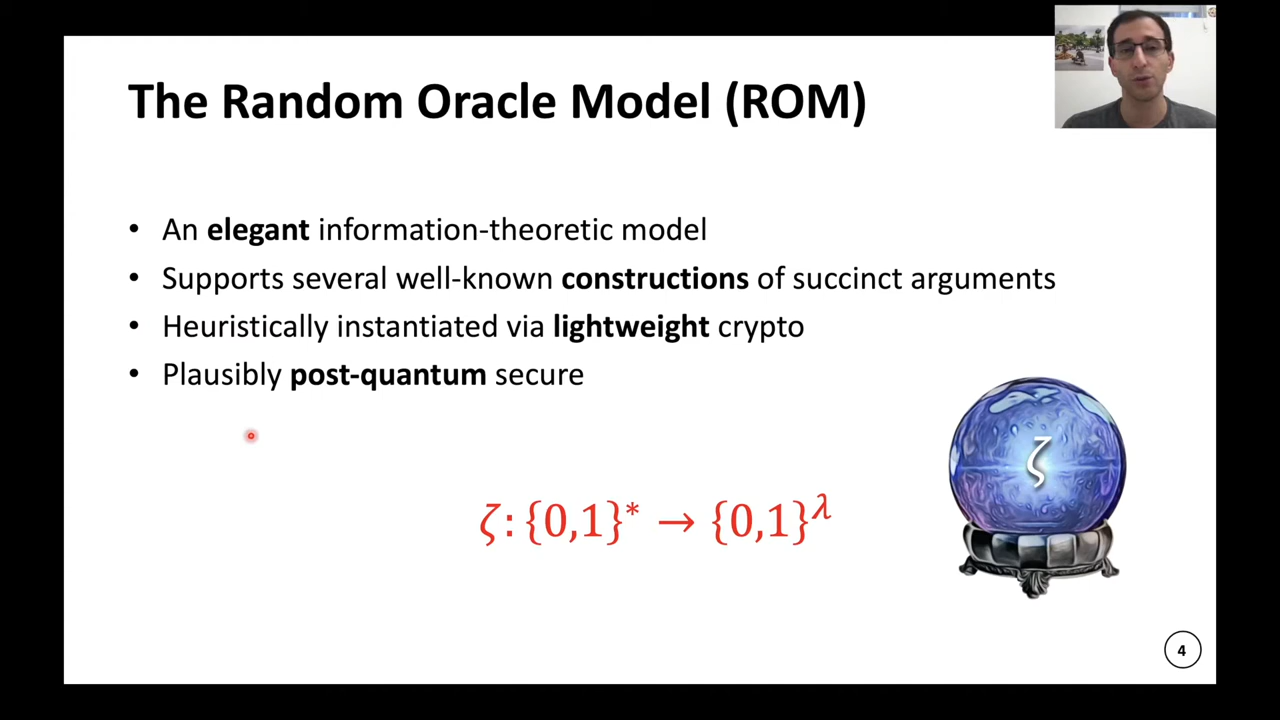 The Random Oracle Model (ROM)
• An elegant information-theoretic model
• Supports several well-known constructions of succinct arguments
• Heuristically instantiated via lightweight crypto
• Plausibly post-quantum secure
ζ
ζ: {0,1}* → {0,1}^λ
4